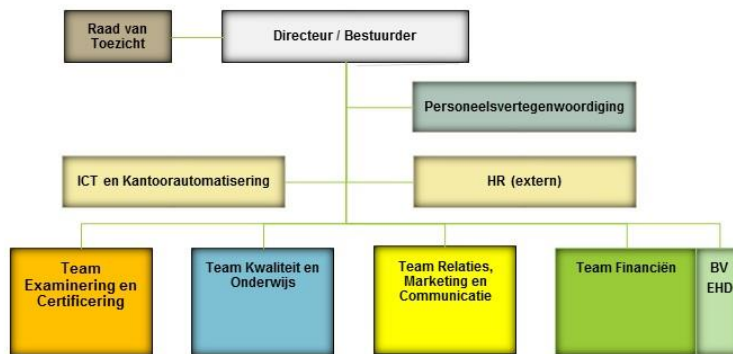 Raad van
Toezicht
Directeur / Bestuurder
Personeelsvertegenwoordiging
ICT en Kantoorautomatisering
HR (extern)
Team
Examinering en
Certificering
Team Kwaliteit en
Onderwijs
Team Relaties,
Marketing en
Communicatie
Team Financiën
BV
EHD